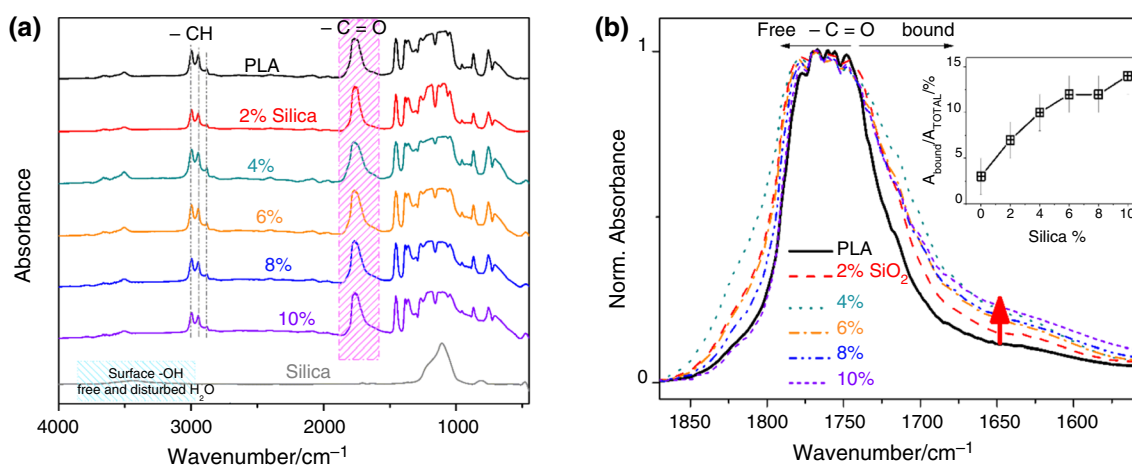 (a)
– CH
– C = O
PLA
2% Silica
4%
6%
8%
10%
Silica
Surface -OH
free and disturbed H₂O
Absorbance
4000 3000 2000 1000
Wavenumber/cm⁻¹
(b)
Free – C = O bound
1
0
Norm. Absorbance
PLA
2% SiO₂
4%
6%
8%
10%
1850 1800 1750 1700 1650 1600
Wavenumber/cm⁻¹
15
10
5
0
A_bound/A_TOTAL/%
0 2 4 6 8 10
Silica %